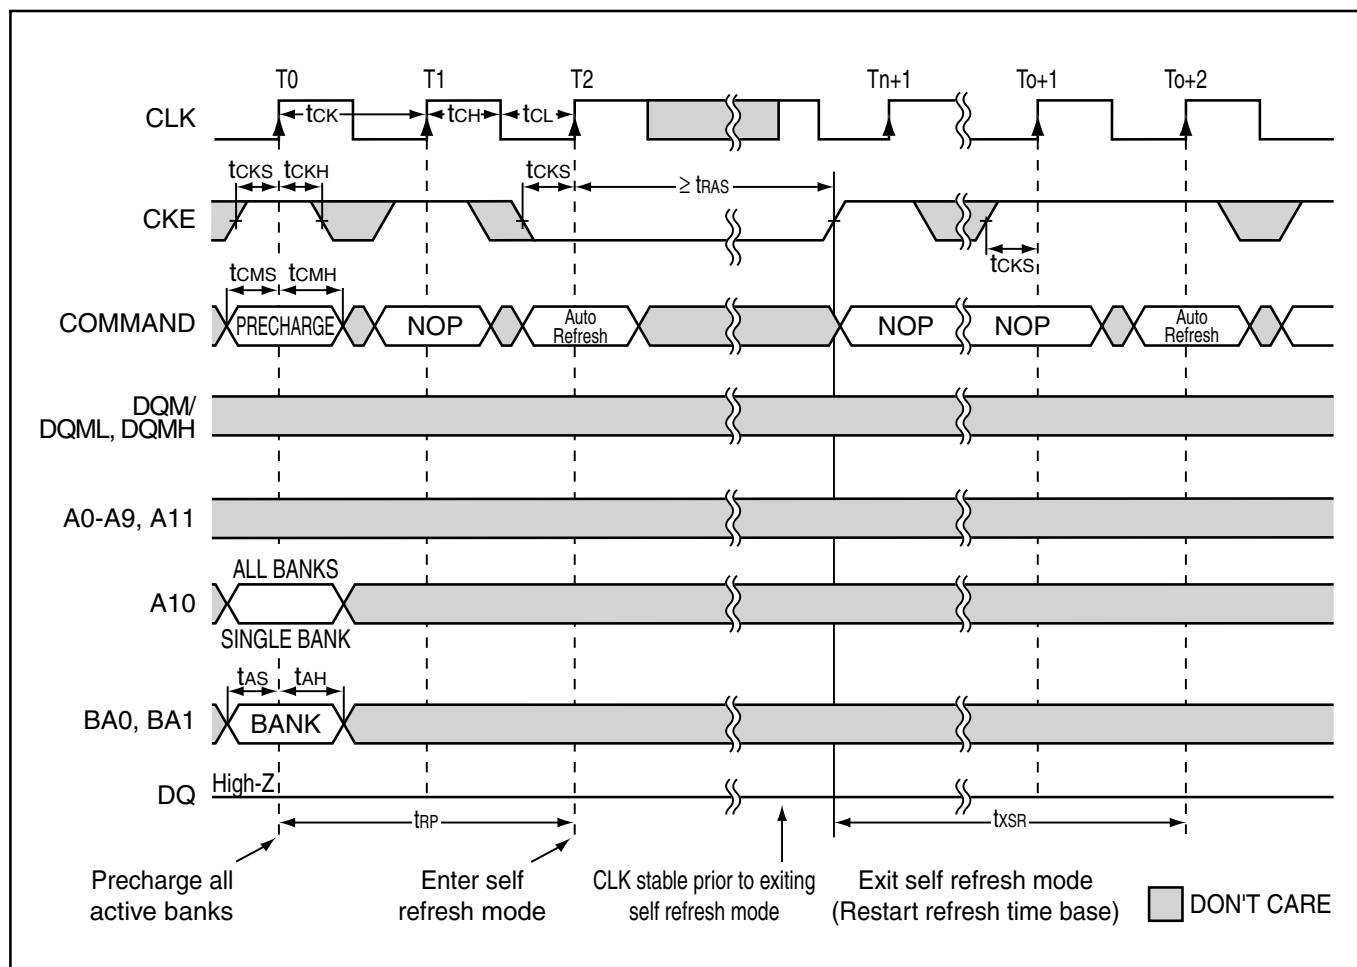 T0 T1 T2 Tn+1 To+1 To+2
CLK
tCK tCH tCL
tCKS tCKH tCKS ≥ tRAS
CKE
tCKS
tCMS tCMH
COMMAND PRECHARGE NOP Auto Refresh NOP NOP Auto Refresh
DQM/
DQML, DQMH
A0-A9, A11
ALL BANKS
A10
SINGLE BANK
tAS tAH
BA0, BA1 BANK
High-Z
DQ
tRP tXSR
Precharge all
active banks
Enter self
refresh mode
CLK stable prior to exiting
self refresh mode
Exit self refresh mode
(Restart refresh time base)
DON'T CARE